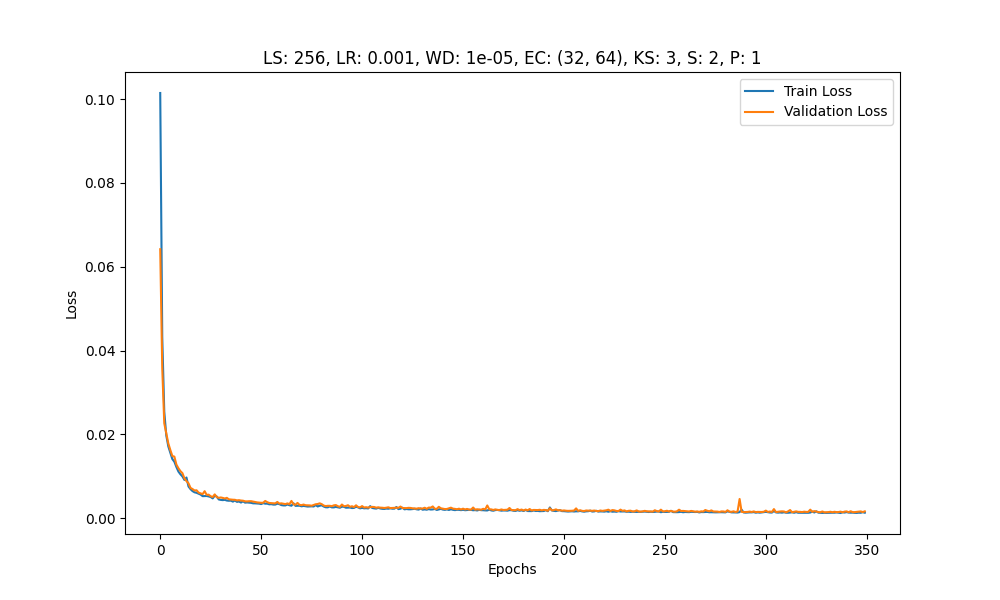 LS: 256, LR: 0.001, WD: 1e-05, EC: (32, 64), KS: 3, S: 2, P: 1
Train Loss
Validation Loss
0.10
0.08
0.06
0.04
0.02
0.00
Loss
0 50 100 150 200 250 300 350
Epochs